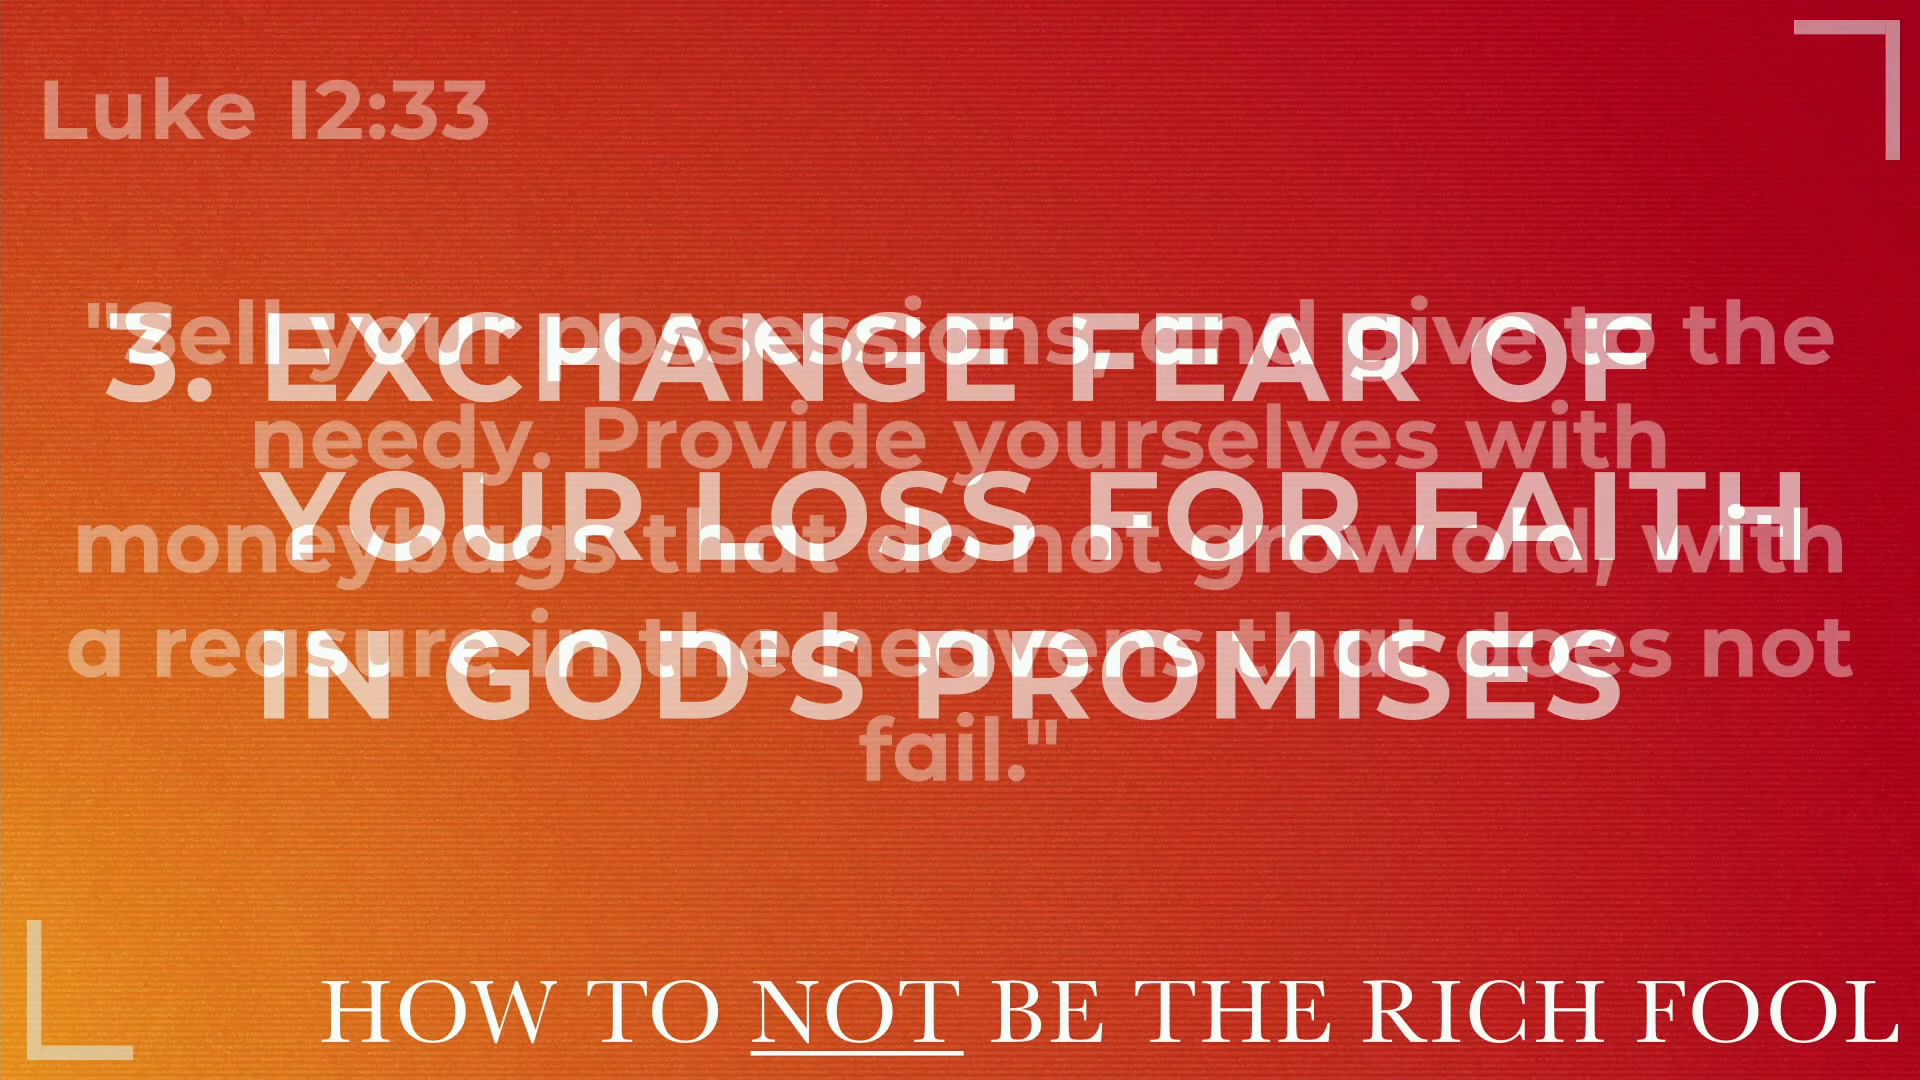 Luke 12:33
"Sell your possessions, and give to the
needy. Provide yourselves with
moneybags that do not grow old, with
a reasure in the heavens that does not
fail."
3. EXCHANGE FEAR OF
YOUR LOSS FOR FAITH
IN GOD'S PROMISES
HOW TO NOT BE THE RICH FOOL